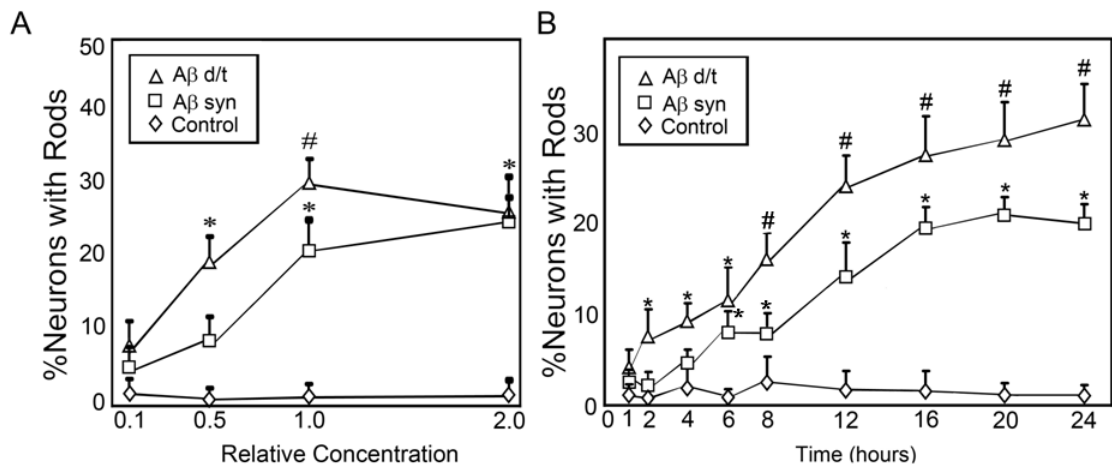 A
%Neurons with Rods
50
40
30
20
10
0
Aβ d/t
Aβ syn
Control
*
#
*
*
0.1 0.5 1.0 2.0
Relative Concentration
B
%Neurons with Rods
30
20
10
0
Aβ d/t
Aβ syn
Control
* * * # # # # #
* * * * * *
0 1 2 4 6 8 12 16 20 24
Time (hours)